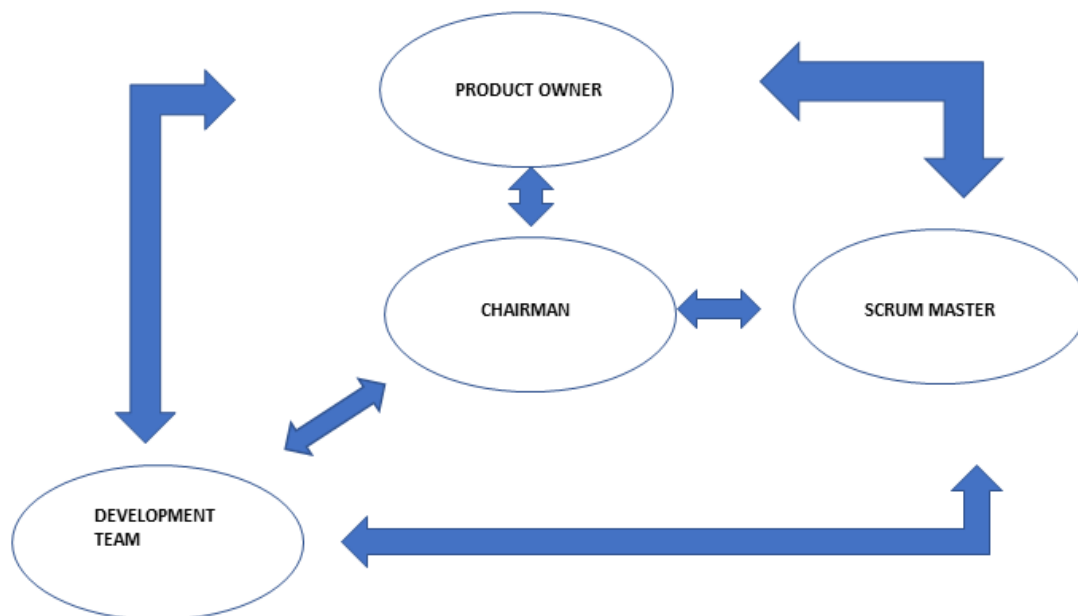 PRODUCT OWNER
CHAIRMAN
SCRUM MASTER
DEVELOPMENT
TEAM